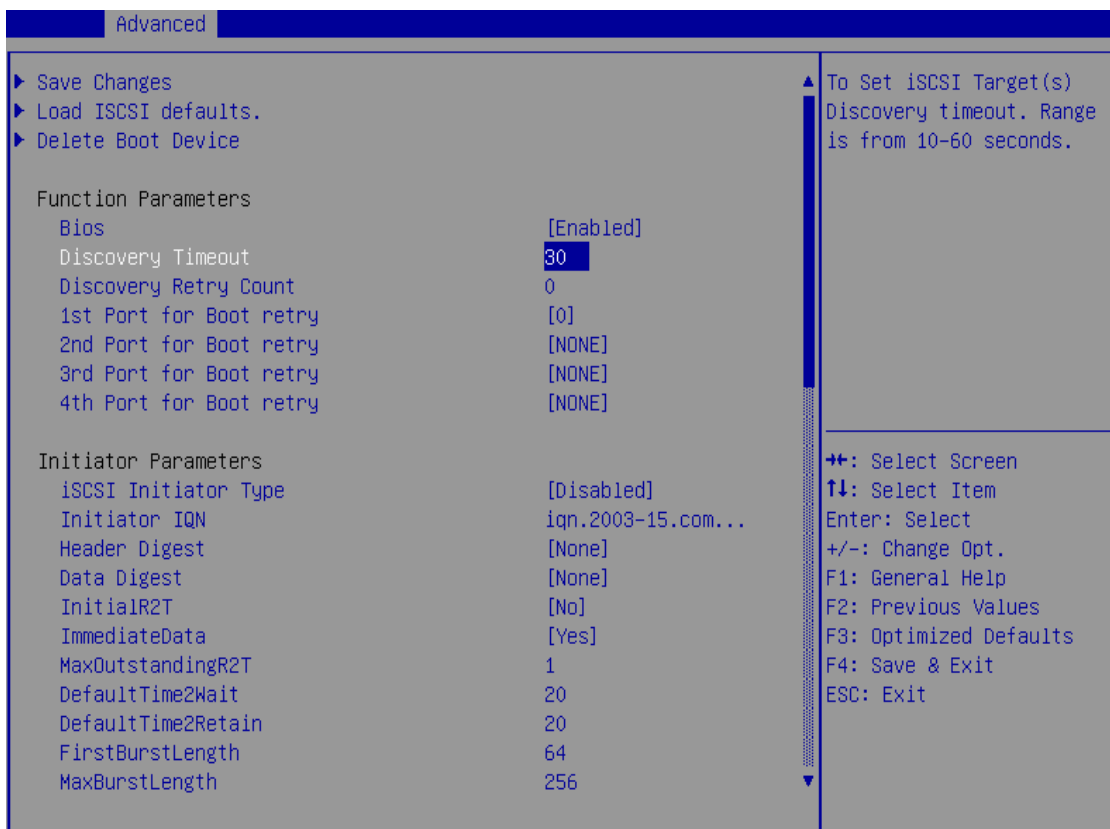 Advanced
Save Changes
Load ISCSI defaults.
Delete Boot Device
Function Parameters
Bios [Enabled]
Discovery Timeout 30
Discovery Retry Count 0
1st Port for Boot retry [0]
2nd Port for Boot retry [NONE]
3rd Port for Boot retry [NONE]
4th Port for Boot retry [NONE]
Initiator Parameters
iSCSI Initiator Type [Disabled]
Initiator IQN iqn.2003-15.com...
Header Digest [None]
Data Digest [None]
InitialR2T [No]
ImmediateData [Yes]
MaxOutstandingR2T 1
DefaultTime2Wait 20
DefaultTime2Retain 20
FirstBurstLength 64
MaxBurstLength 256
To Set iSCSI Target(s)
Discovery timeout. Range
is from 10-60 seconds.
→←: Select Screen
↑↓: Select Item
Enter: Select
+/-: Change Opt.
F1: General Help
F2: Previous Values
F3: Optimized Defaults
F4: Save & Exit
ESC: Exit